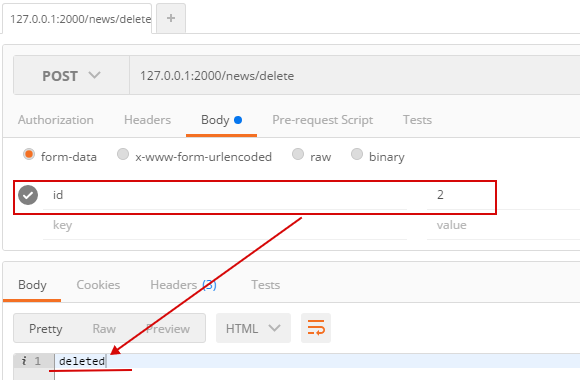 127.0.0.1:2000/news/delete +
POST 127.0.0.1:2000/news/delete
Authorization Headers Body Pre-request Script Tests
form-data x-www-form-urlencoded raw binary
id 2
key value
Body Cookies Headers (3) Tests
Pretty Raw Preview HTML
i 1 deleted